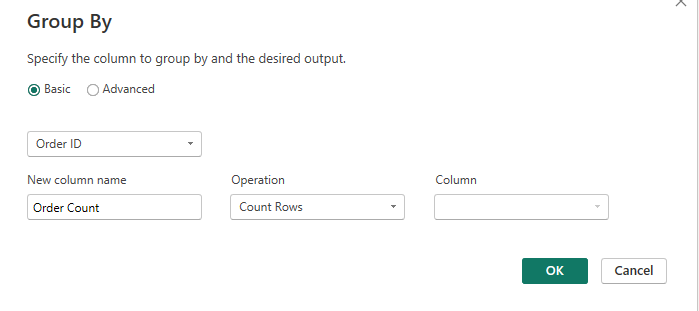 Group By
Specify the column to group by and the desired output.
Basic Advanced
Order ID
New column name Operation Column
Order Count Count Rows
OK Cancel